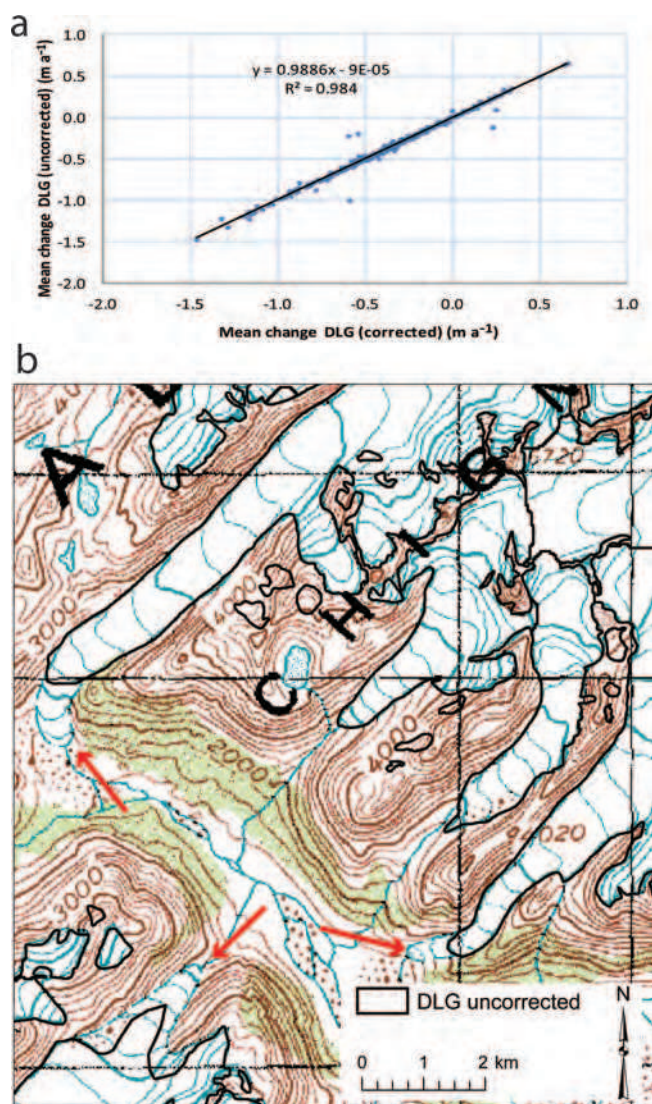 a
y = 0.9886x - 9E-05
R² = 0.984
Mean change DLG (uncorrected) (m a⁻¹)
1.0
0.5
0.0
-0.5
-1.0
-1.5
-2.0
-2.0 -1.5 -1.0 -0.5 0.0 0.5 1.0
Mean change DLG (corrected) (m a⁻¹)
b
A
G
6720
3000
4000
I
H
C
2000
4000
94020
3000
DLG uncorrected
N
0 1 2 km